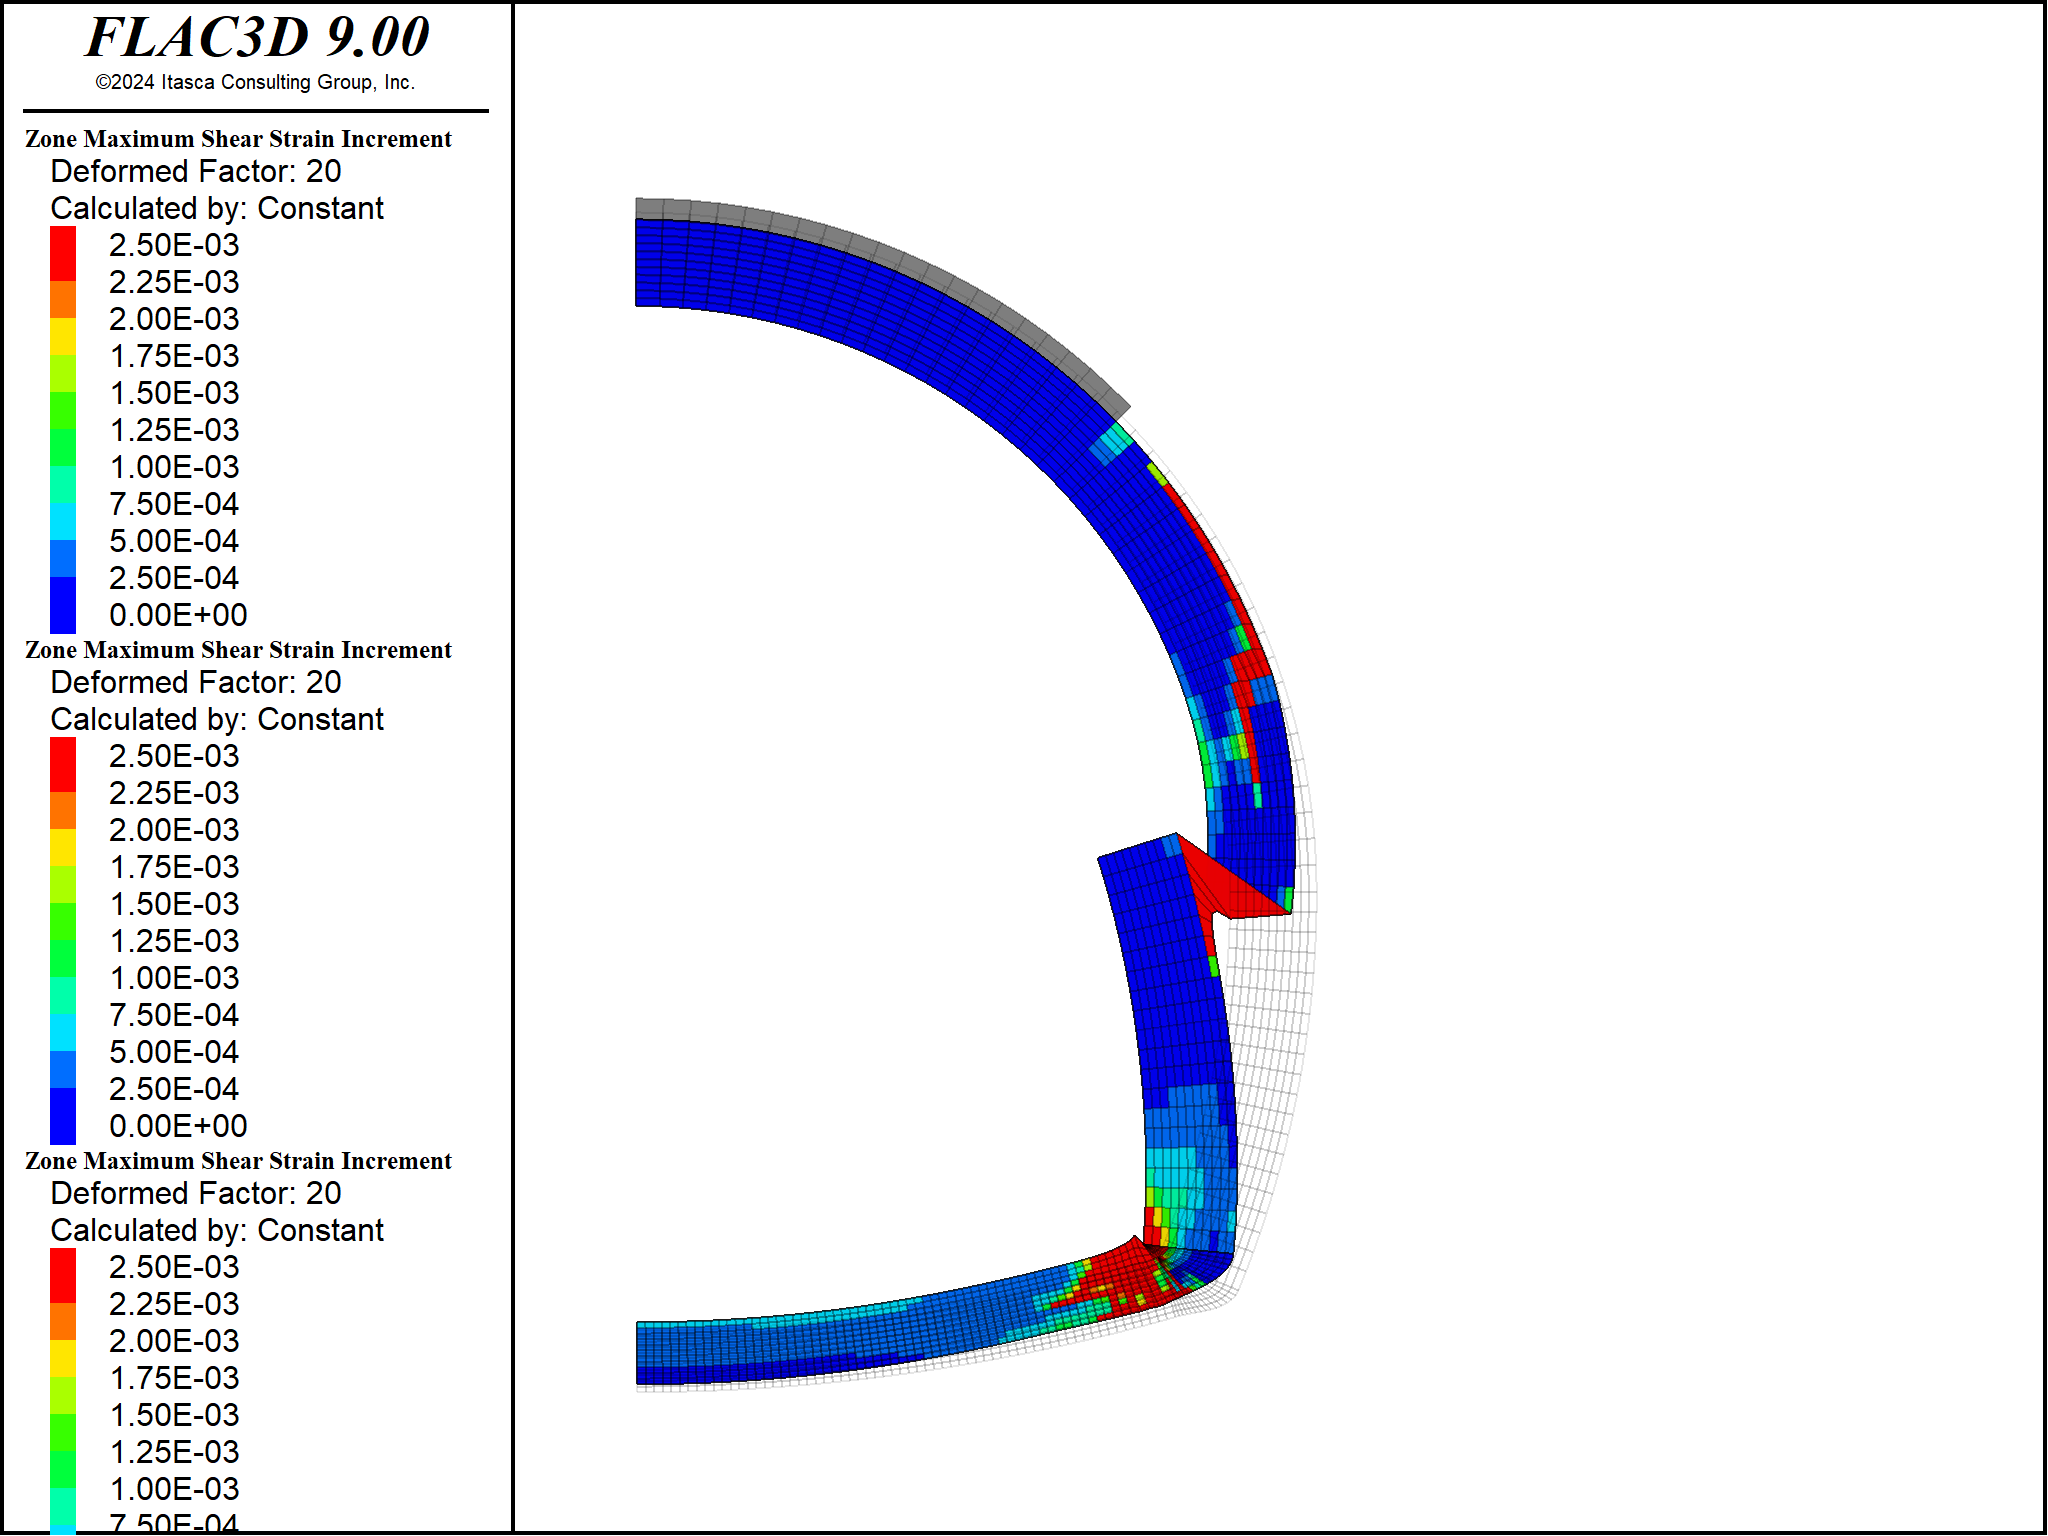 FLAC3D 9.00
©2024 Itasca Consulting Group, Inc.
Zone Maximum Shear Strain Increment
Deformed Factor: 20
Calculated by: Constant
2.50E-03
2.25E-03
2.00E-03
1.75E-03
1.50E-03
1.25E-03
1.00E-03
7.50E-04
5.00E-04
2.50E-04
0.00E+00
Zone Maximum Shear Strain Increment
Deformed Factor: 20
Calculated by: Constant
2.50E-03
2.25E-03
2.00E-03
1.75E-03
1.50E-03
1.25E-03
1.00E-03
7.50E-04
5.00E-04
2.50E-04
0.00E+00
Zone Maximum Shear Strain Increment
Deformed Factor: 20
Calculated by: Constant
2.50E-03
2.25E-03
2.00E-03
1.75E-03
1.50E-03
1.25E-03
1.00E-03
7.50E-04